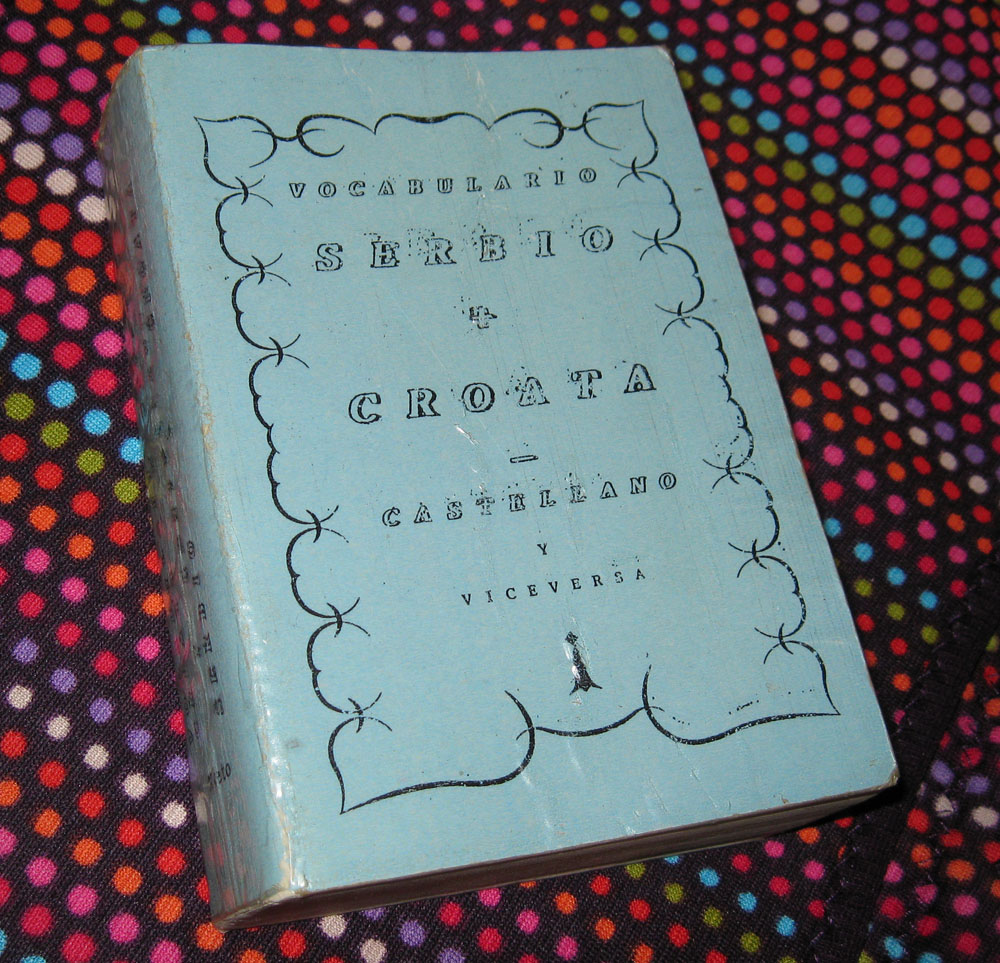 VOCABULARIO
SERBIO
+
CROATA
–
CASTELLANO
Y
VICEVERSA